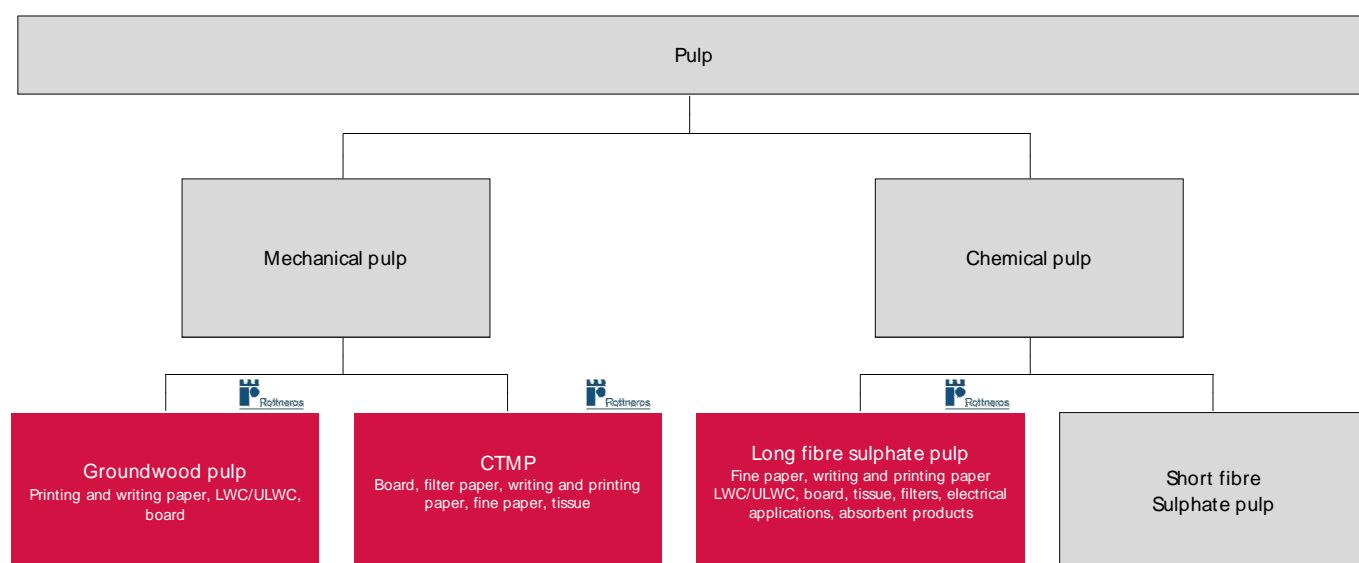 Pulp
Mechanical pulp
Chemical pulp
Rottneros
Rottneros
Rottneros
Groundwood pulp
Printing and writing paper, LWC/ULWC,
board
CTMP
Board, filter paper, writing and printing
paper, fine paper, tissue
Long fibre sulphate pulp
Fine paper, writing and printing paper
LWC/ULWC, board, tissue, filters, electrical
applications, absorbent products
Short fibre
Sulphate pulp